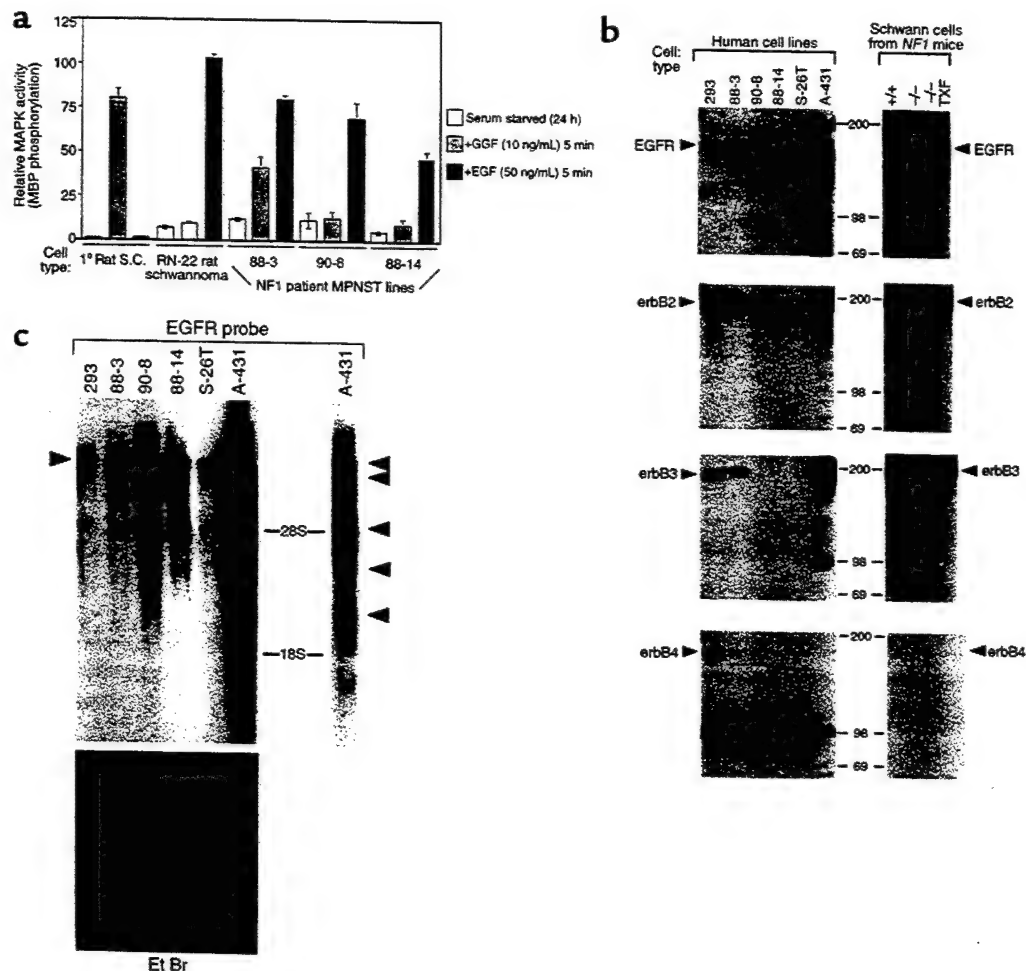 a
125
100
75
50
25
0
Relative MAPK activity
(MBP phosphorylation)
Serum starved (24 h)
+GGF (10 ng/mL) 5 min
+EGF (50 ng/mL) 5 min
Cell
type:
1° Rat S.C.
RN-22 rat
schwannoma
88-3
90-8
88-14
NF1 patient MPNST lines
b
Cell:
type
Human cell lines
Schwann cells
from NF1 mice
293
88-3
90-8
88-14
S-26T
A-431
+/+
-/-
-/-
TXF
EGFR
200
98
69
EGFR
erbB2
200
98
69
erbB2
erbB3
200
98
69
erbB3
erbB4
200
98
69
erbB4
c
EGFR probe
293
88-3
90-8
88-14
S-26T
A-431
A-431
28S
18S
Et Br